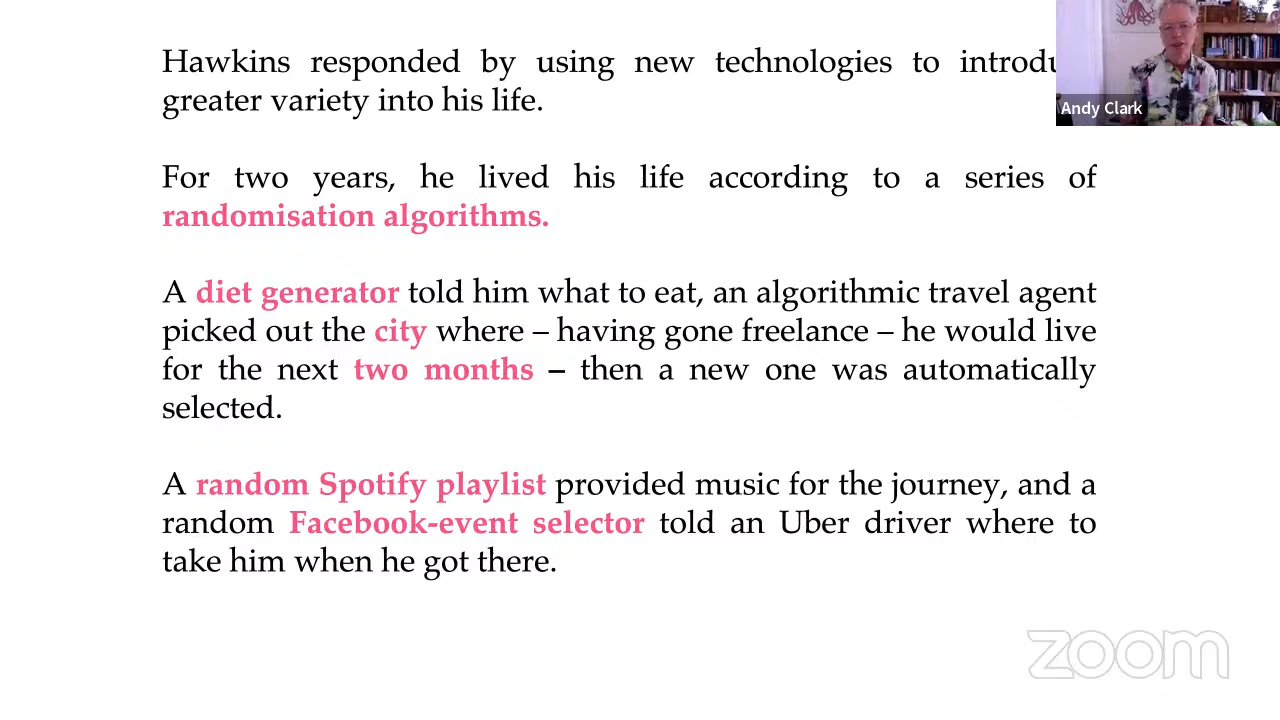 Hawkins responded by using new technologies to
greater variety into his life.
Andy Clark
For two years, he lived his life according to a series of
randomisation algorithms.
A diet generator told him what to eat, an algorithmic travel agent
picked out the city where – having gone freelance – he would live
for the next two months – then a new one was automatically
selected.
A random Spotify playlist provided music for the journey, and a
random Facebook-event selector told an Uber driver where to
take him when he got there.
zoom